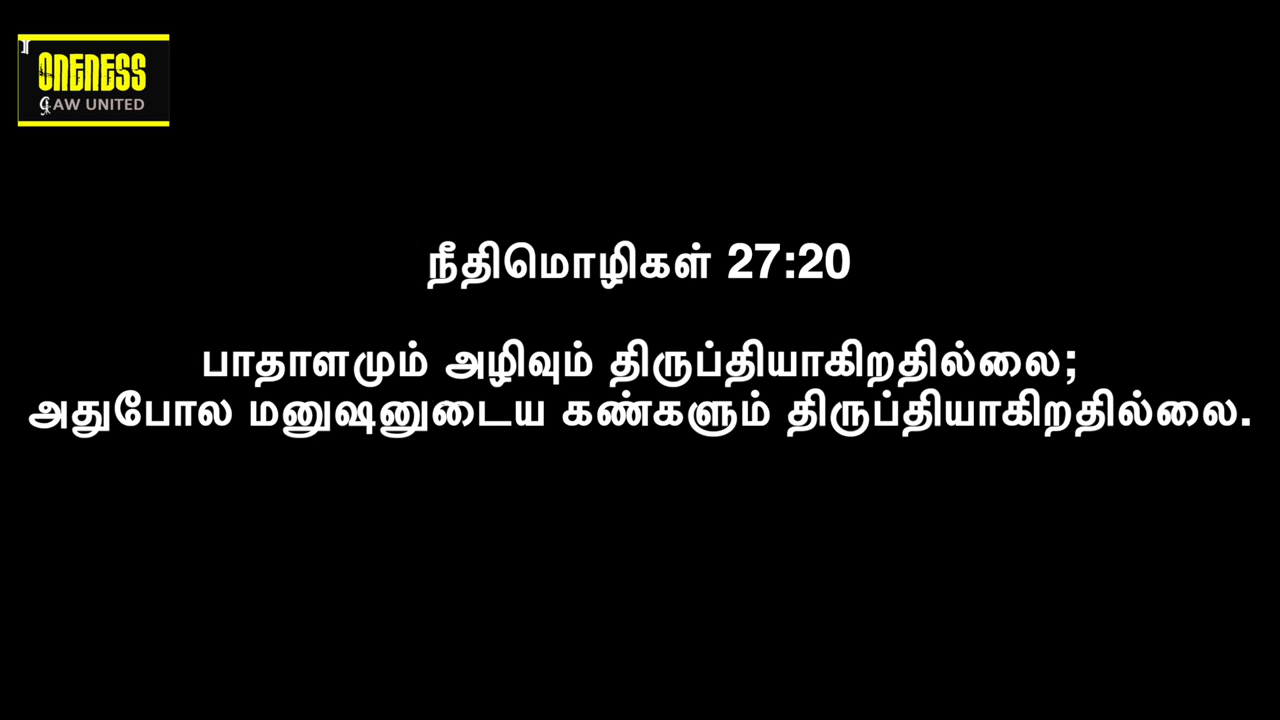 ONENESS
GAW UNITED
நீதிமொழிகள் 27:20
பாதாளமும் அழிவும் திருப்தியாகிறதில்லை;
அதுபோல மனுஷனுடைய கண்களும் திருப்தியாகிறதில்லை.